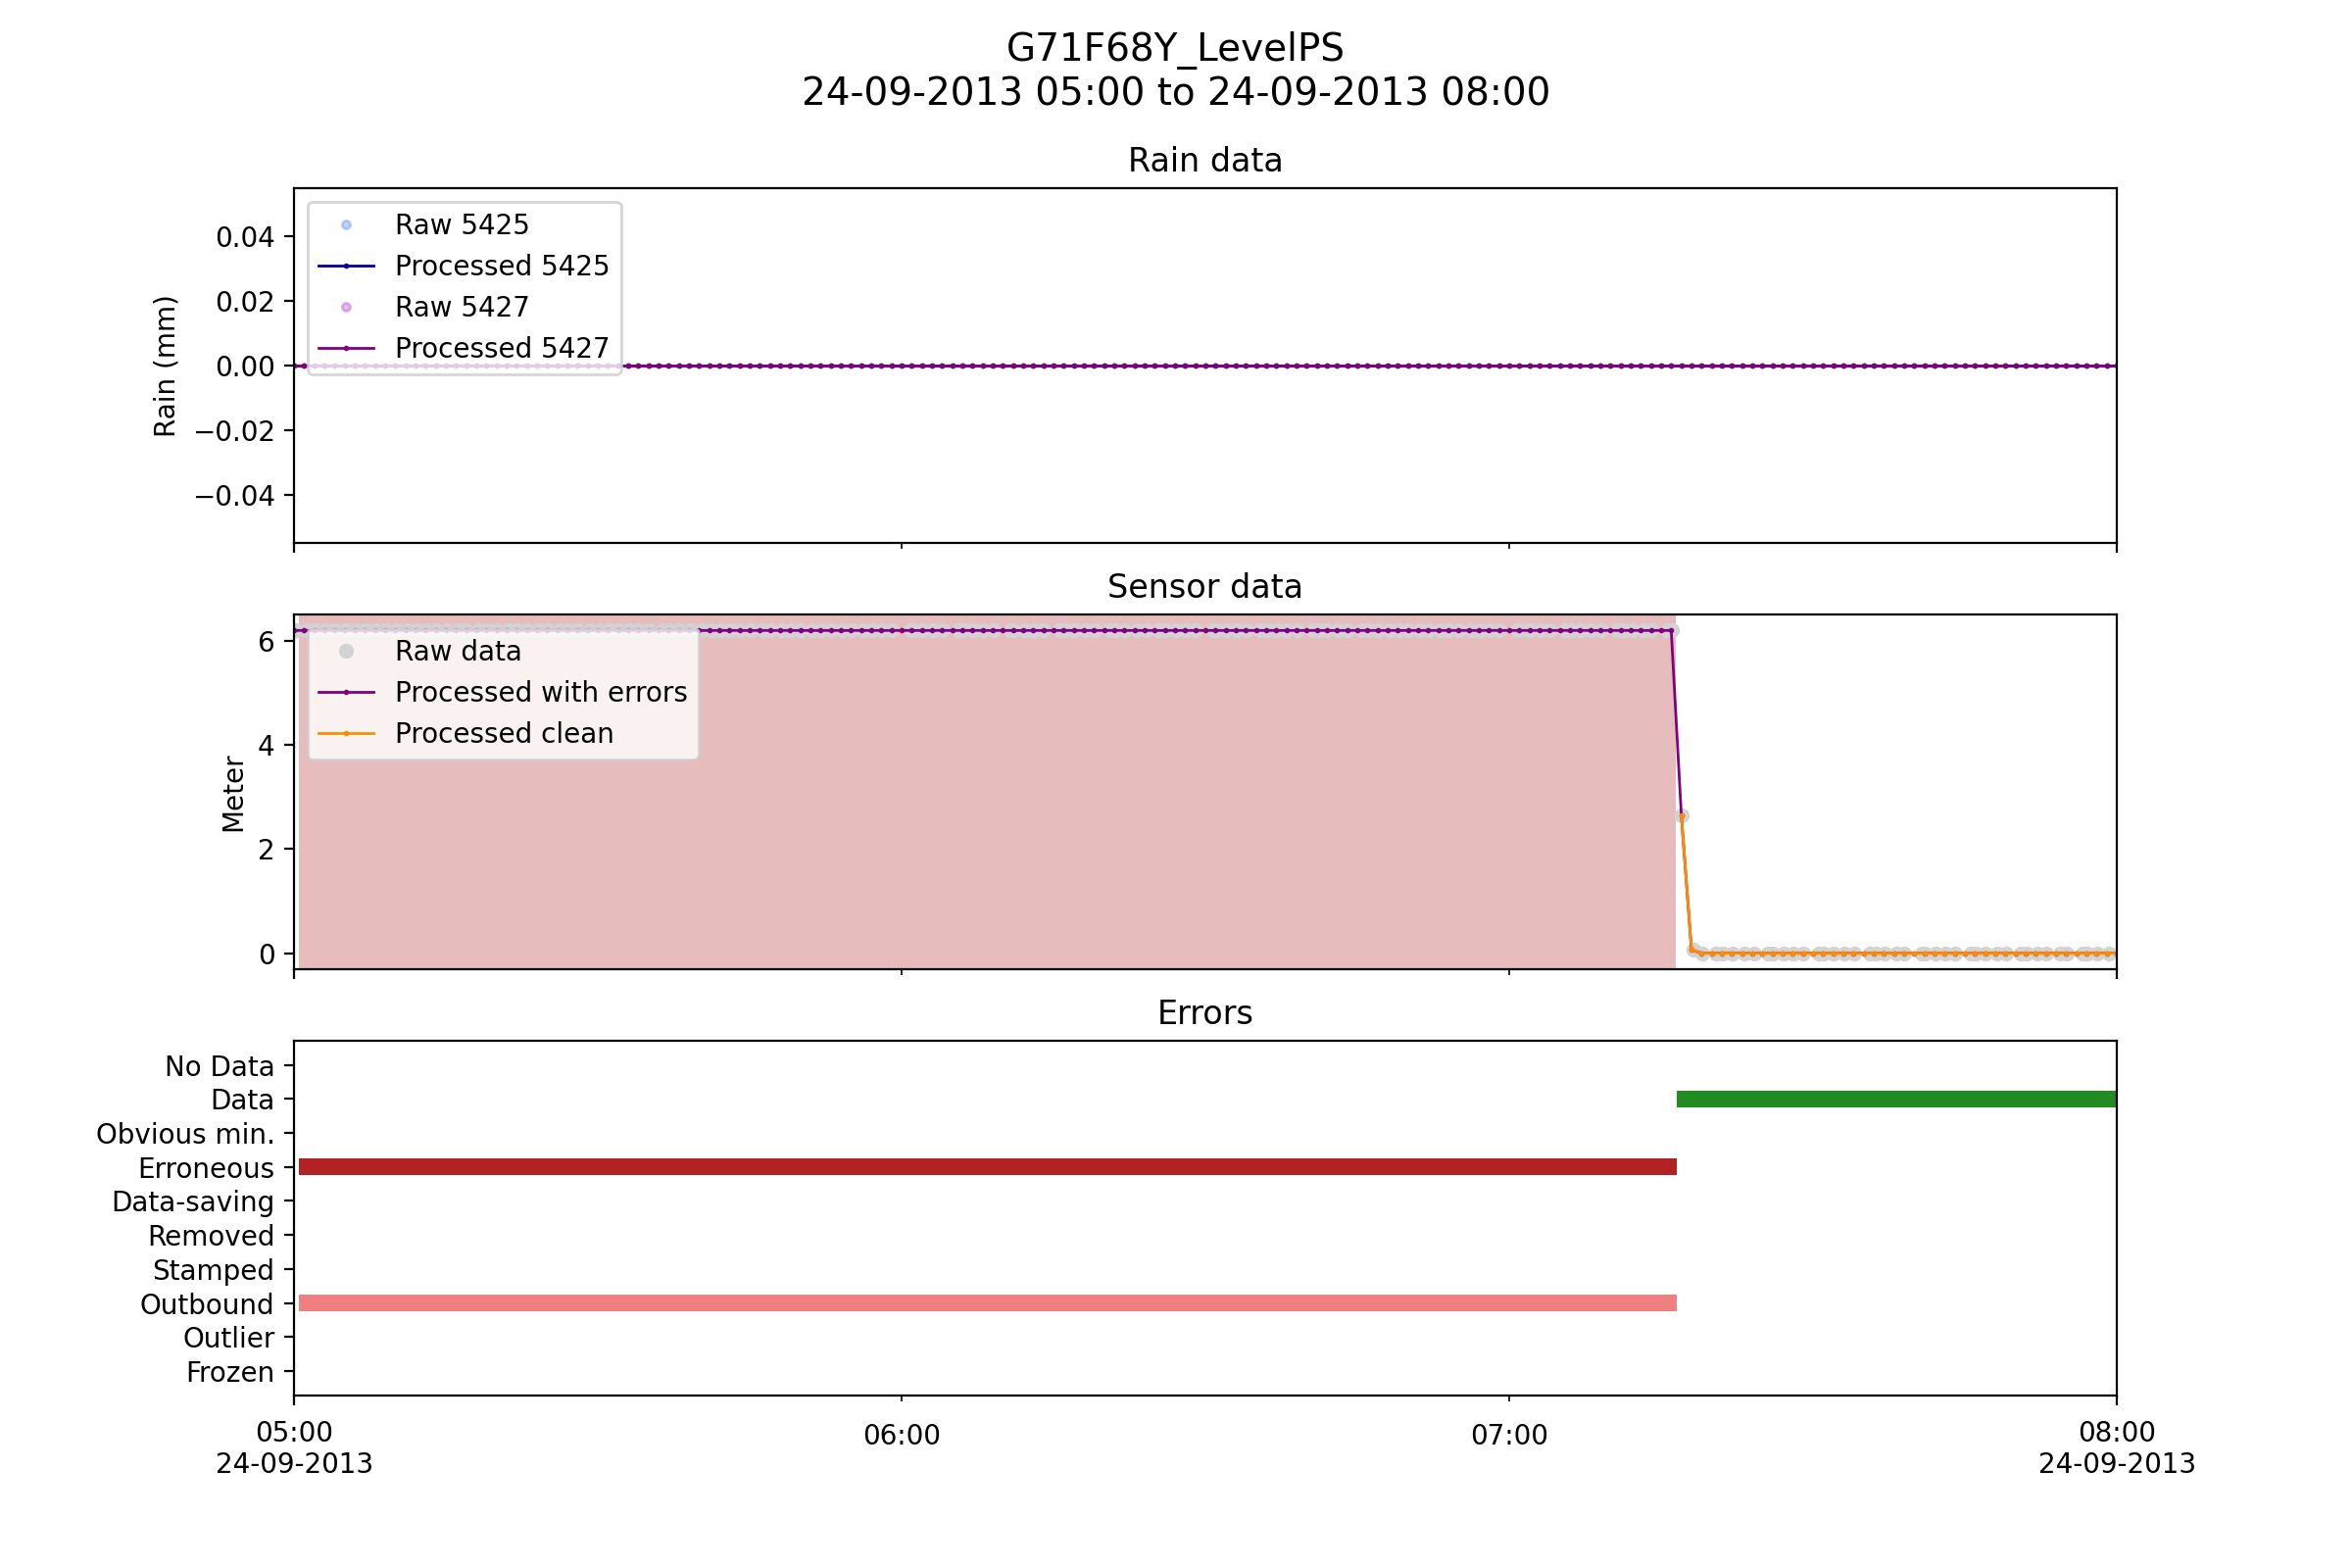 G71F68Y_LevelPS
24-09-2013 05:00 to 24-09-2013 08:00
Rain data
Rain (mm)
0.04
0.02
0.00
−0.02
−0.04
Raw 5425
Processed 5425
Raw 5427
Processed 5427
Sensor data
Meter
6
4
2
0
Raw data
Processed with errors
Processed clean
Errors
No Data
Data
Obvious min.
Erroneous
Data-saving
Removed
Stamped
Outbound
Outlier
Frozen
05:00
24-09-2013
06:00
07:00
08:00
24-09-2013